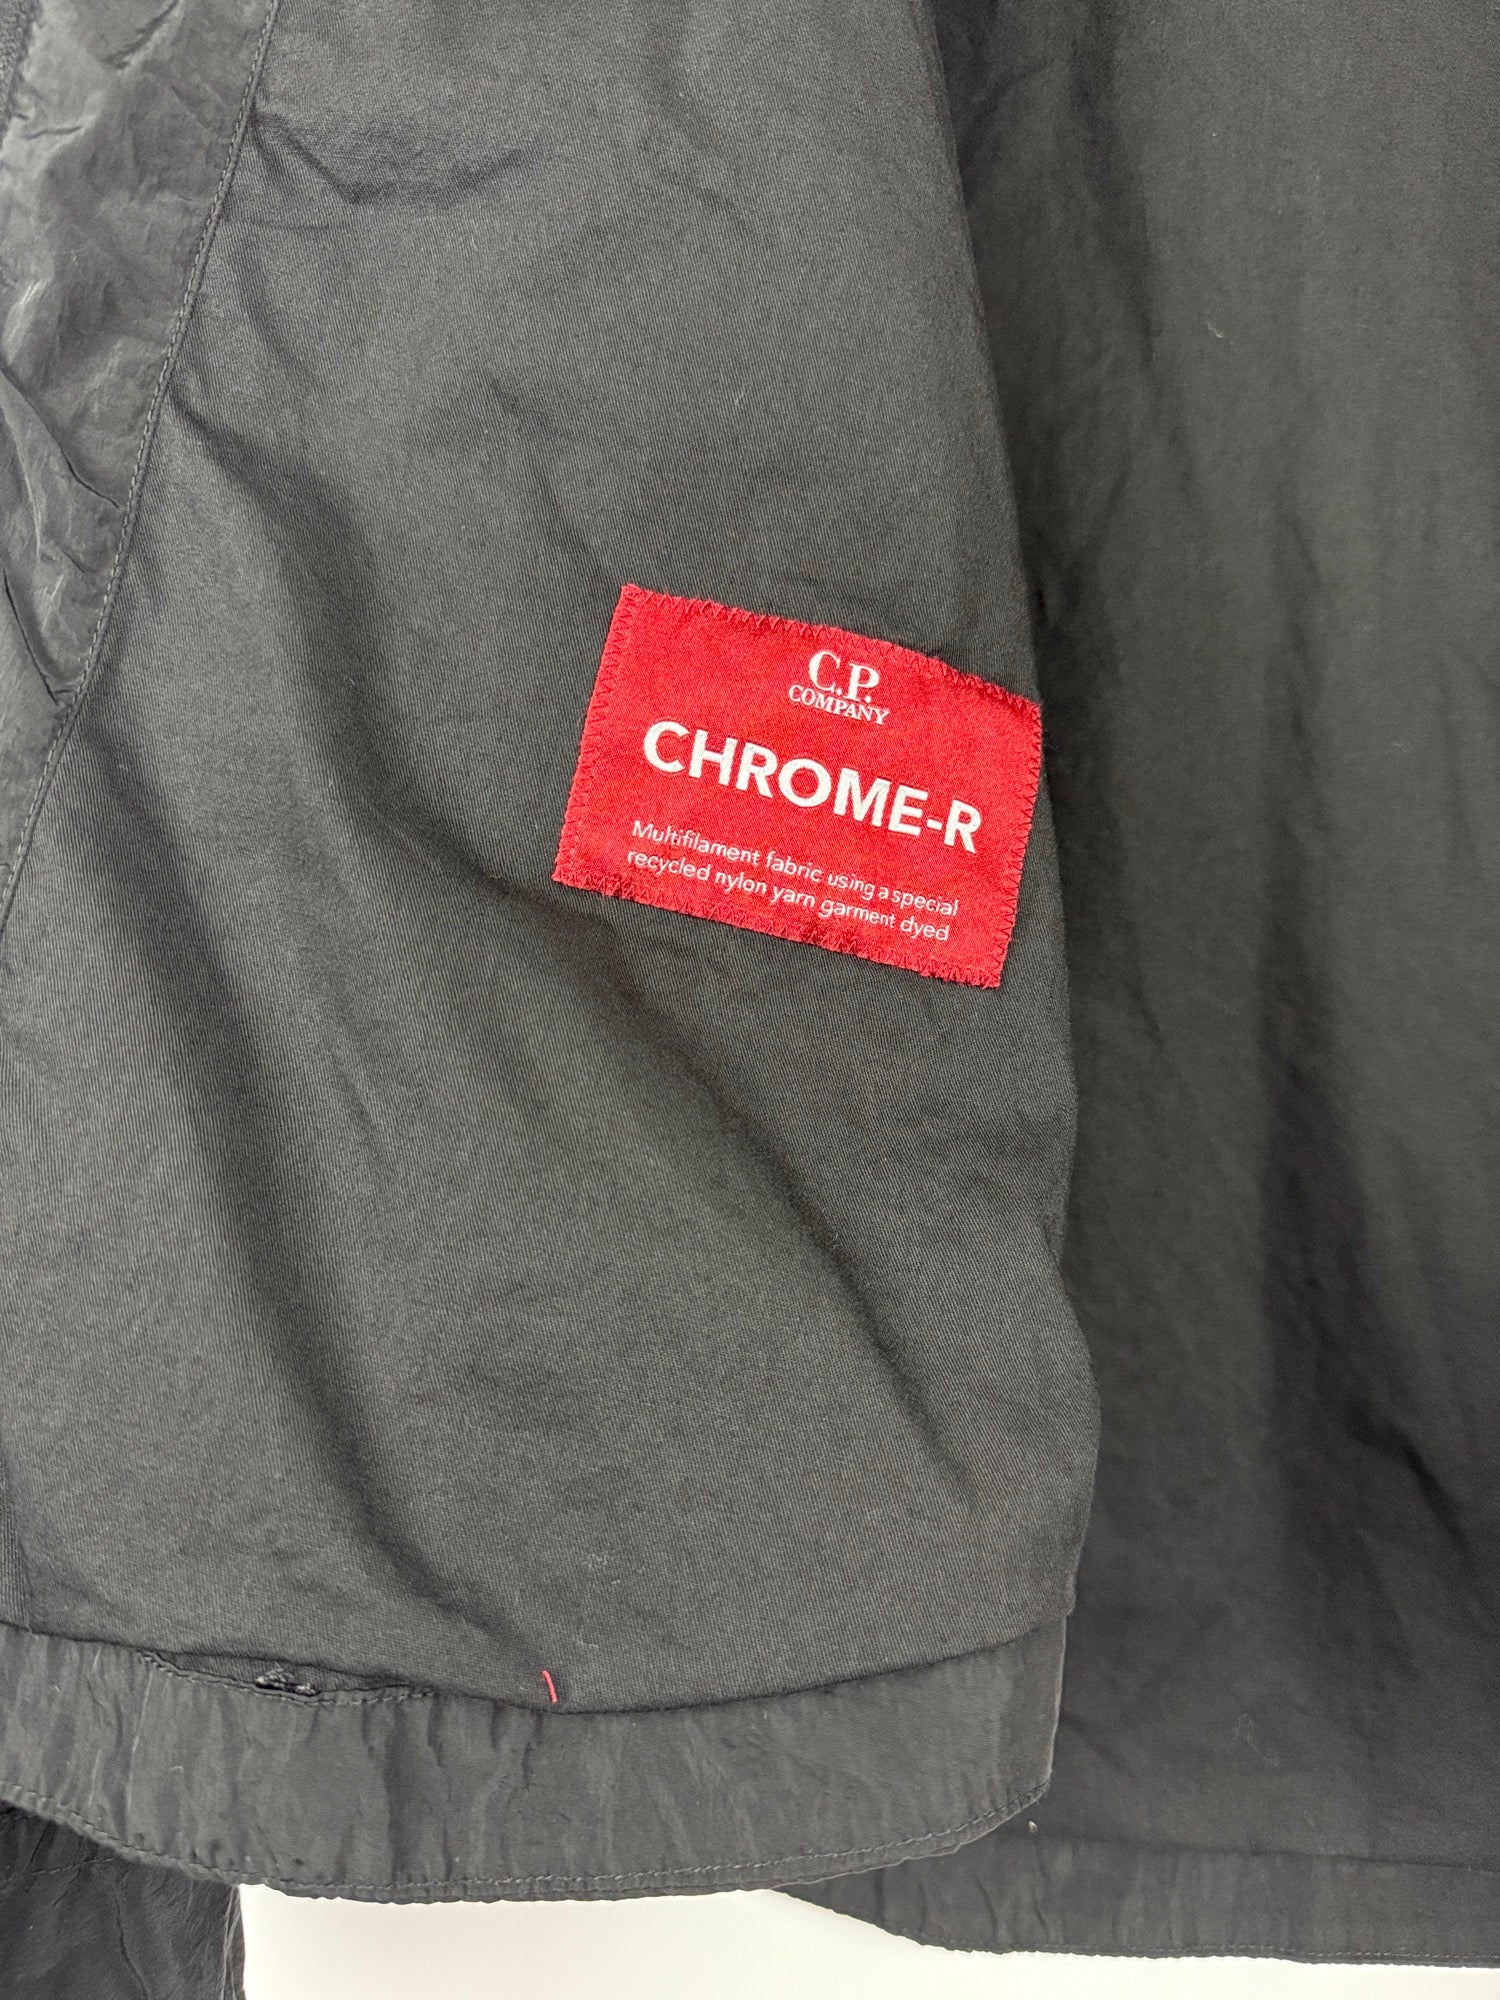 C.P.
COMPANY
CHROME-R
Multifilament fabric using a special
recycled nylon yarn garment dyed